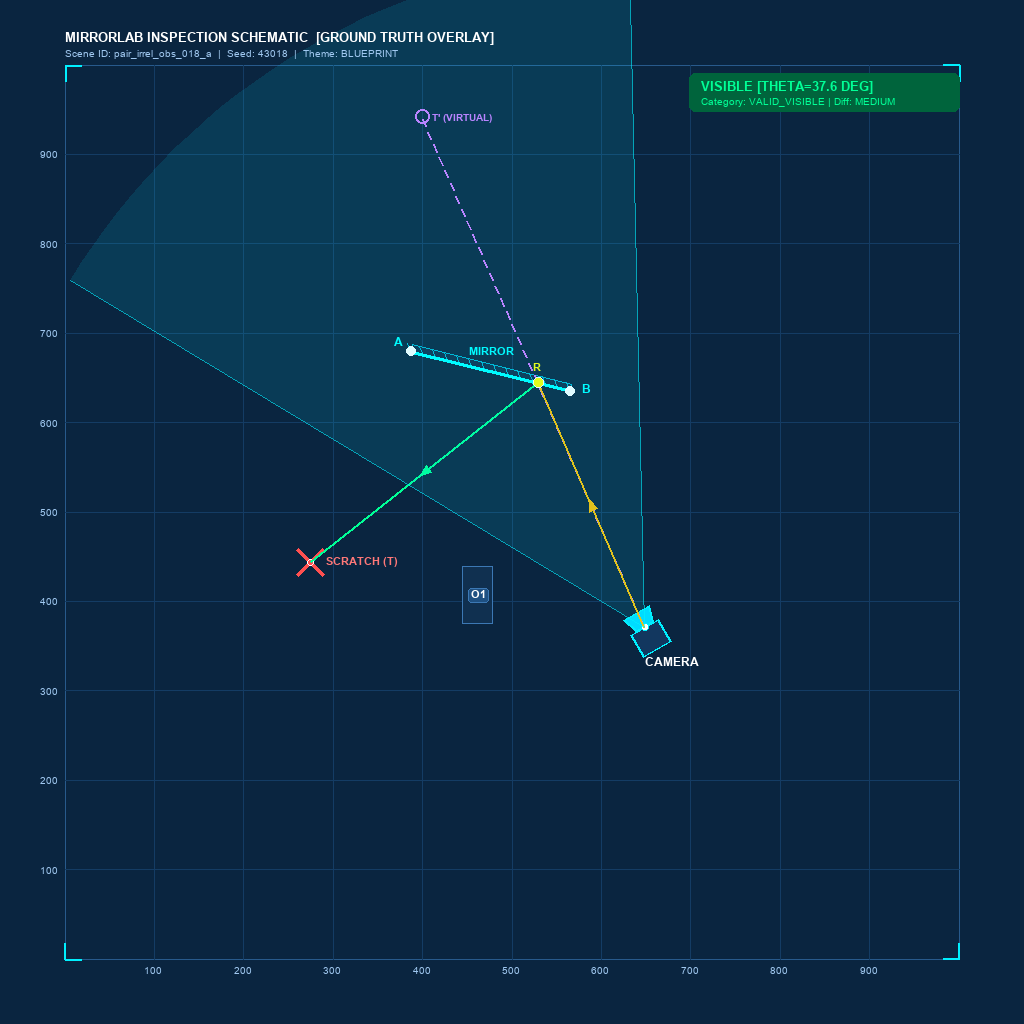 MIRRORLAB INSPECTION SCHEMATIC [GROUND TRUTH OVERLAY]
Scene ID: pair_irrel_obs_018_a | Seed: 43018 | Theme: BLUEPRINT
VISIBLE [THETA=37.6 DEG]
Category: VALID_VISIBLE | Diff: MEDIUM
T' (VIRTUAL)
900
800
700
A
MIRROR
R
B
600
500
SCRATCH (T)
O1
400
CAMERA
300
200
100
100 200 300 400 500 600 700 800 900